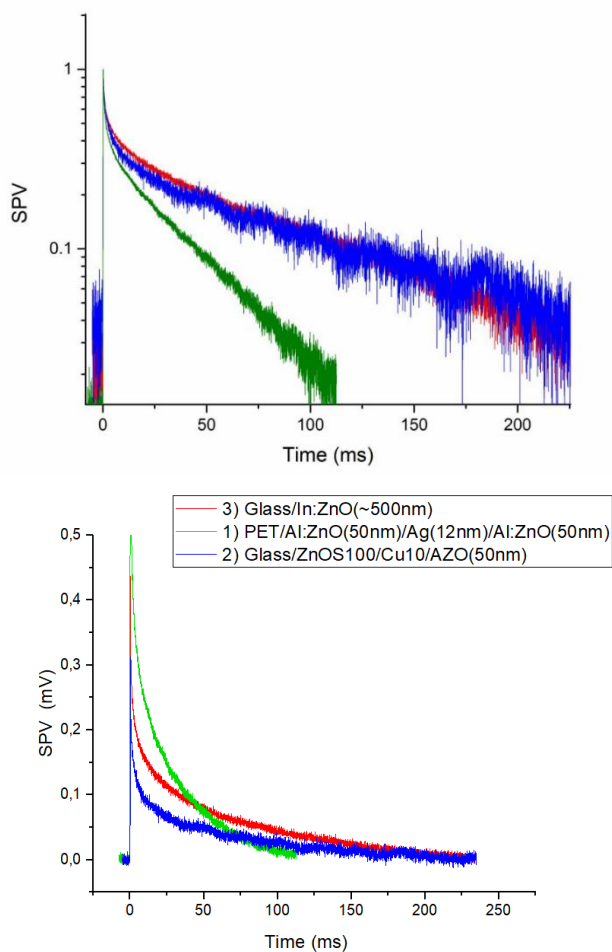 1
0.1
SPV
0
50
100
150
200
Time (ms)
3) Glass/In:ZnO(~500nm)
1) PET/Al:ZnO(50nm)/Ag(12nm)/Al:ZnO(50nm)
2) Glass/ZnOS100/Cu10/AZO(50nm)
0,5
0,4
0,3
0,2
0,1
0,0
SPV (mV)
0
50
100
150
200
250
Time (ms)